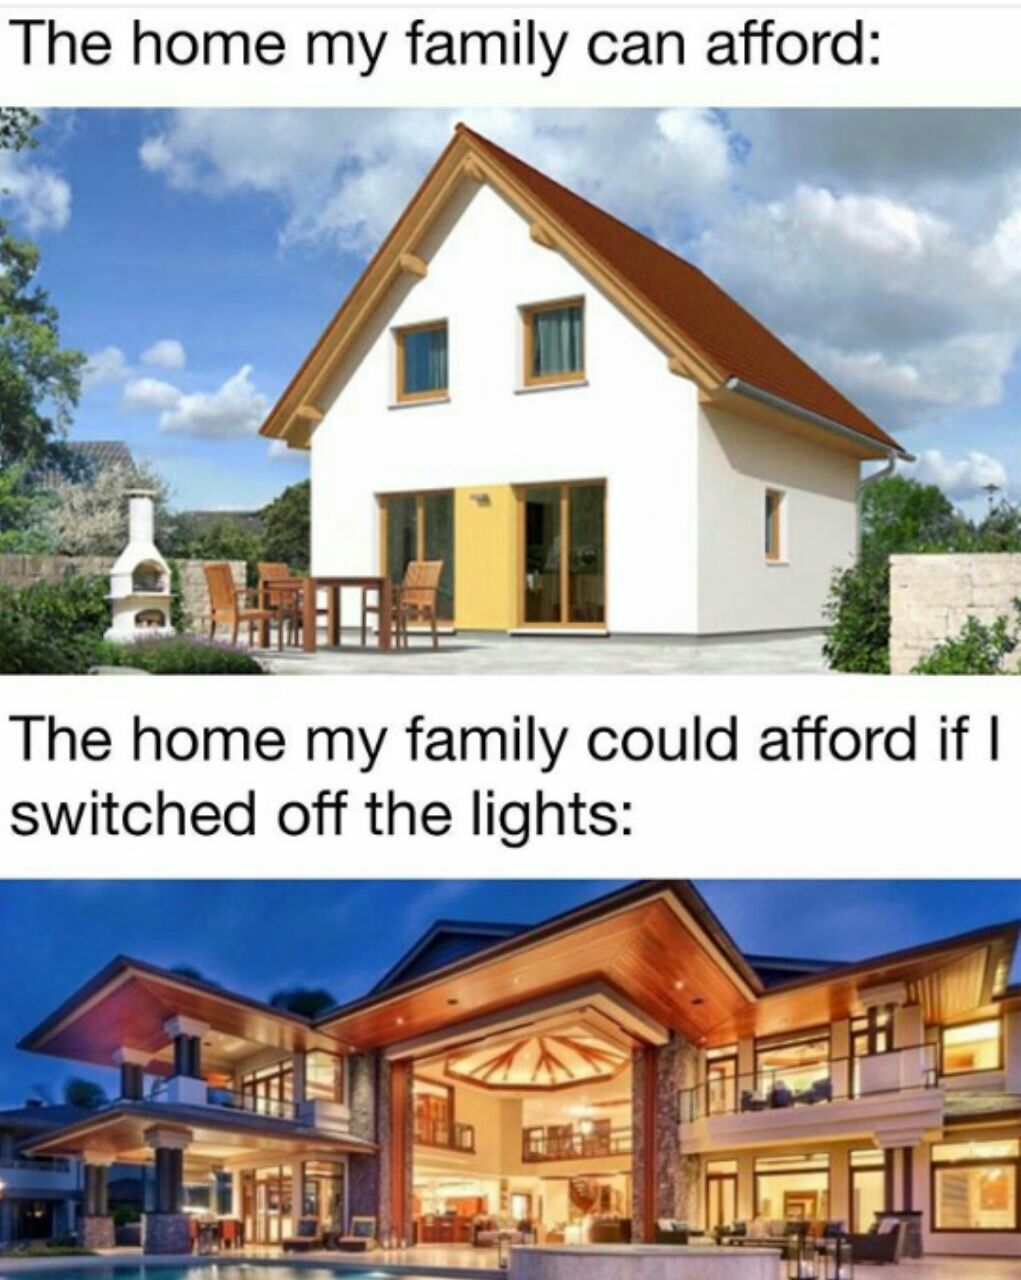 The home my family can afford:
The home my family could afford if I
switched off the lights: